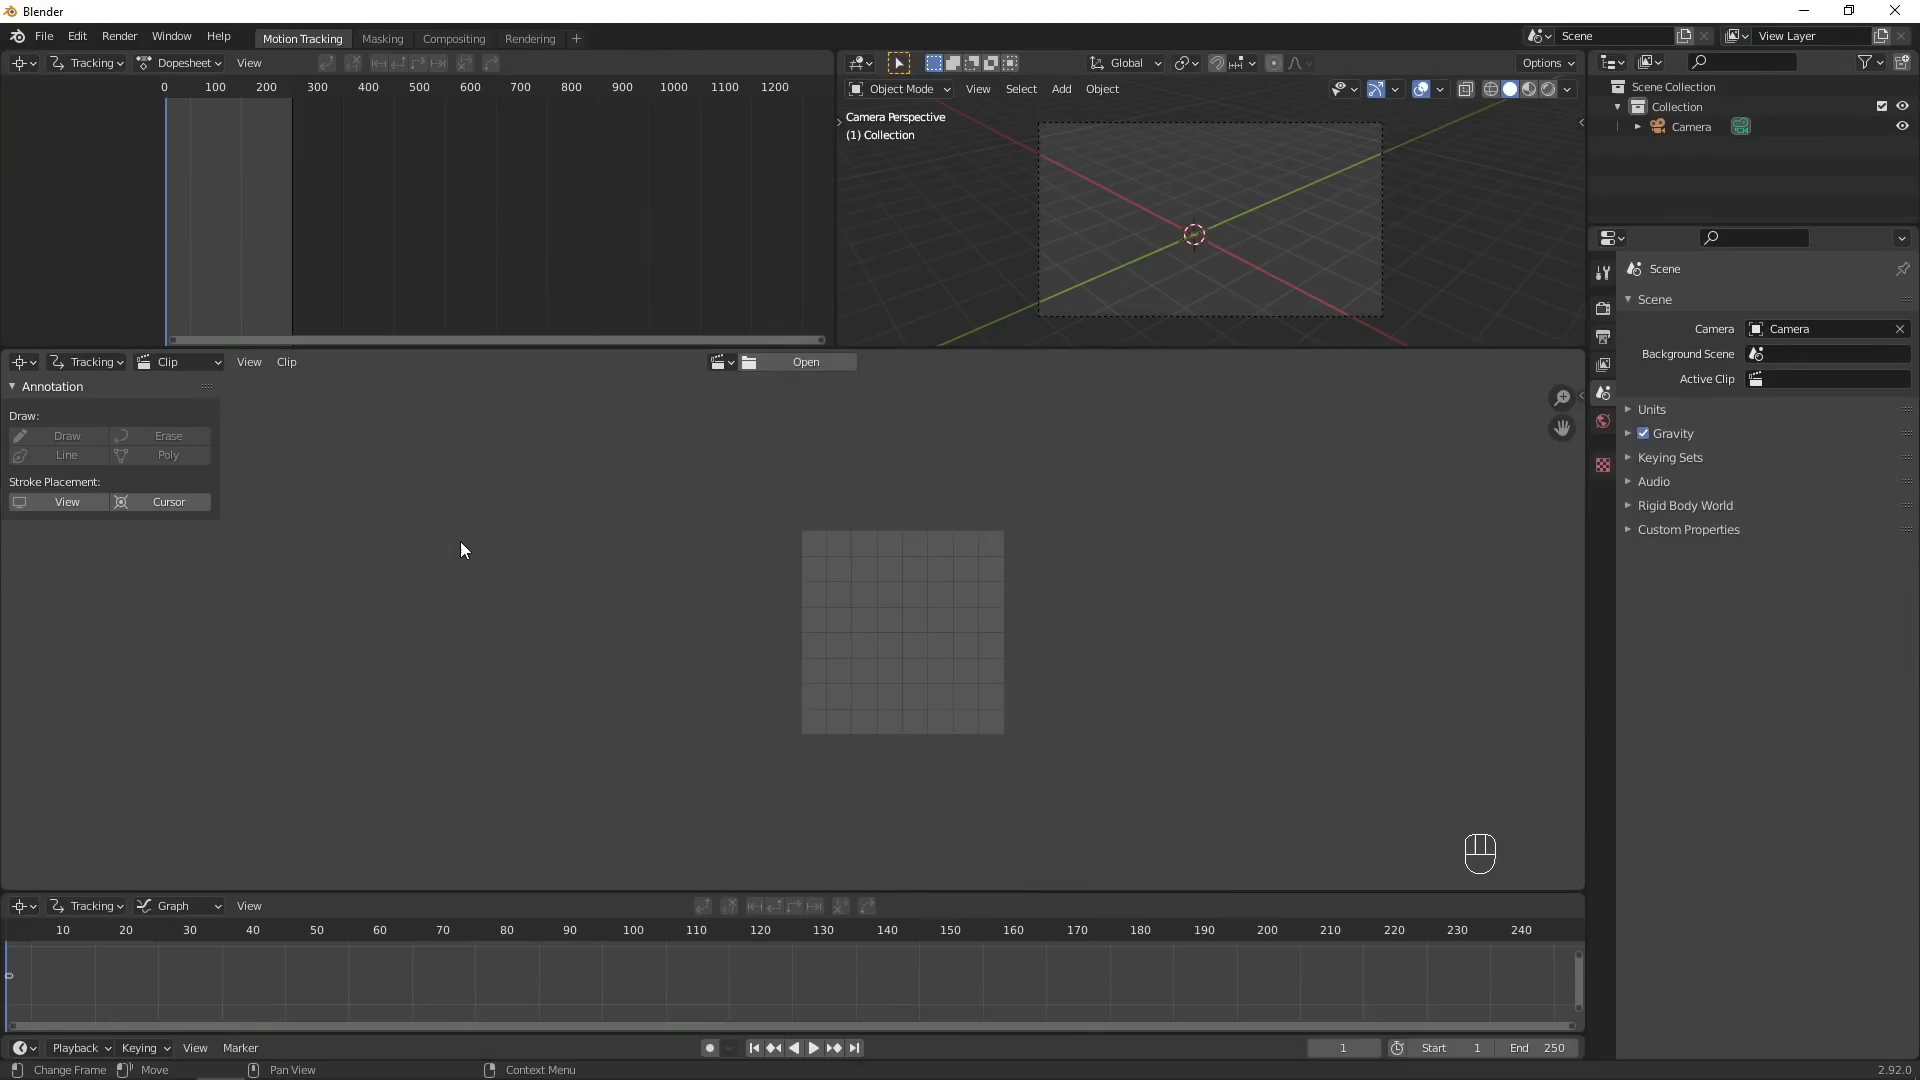 Blender
File Edit Render Window Help Motion Tracking Masking Compositing Rendering + Scene View Layer
Tracking Dopesheet View Global Options
0 100 200 300 400 500 600 700 800 900 1000 1100 1200
Object Mode View Select Add Object
Camera Perspective
(1) Collection
Scene Collection
Collection
Camera
Scene
Scene
Camera Camera
Background Scene
Active Clip
Units
Gravity
Keying Sets
Audio
Rigid Body World
Custom Properties
Tracking Clip View Clip Open
Annotation
Draw:
Draw Erase
Line Poly
Stroke Placement:
View Cursor
Tracking Graph View
10 20 30 40 50 60 70 80 90 100 110 120 130 140 150 160 170 180 190 200 210 220 230 240
0
Playback Keying View Marker 1 Start 1 End 250
Change Frame Move Pan View Context Menu 2.92.0